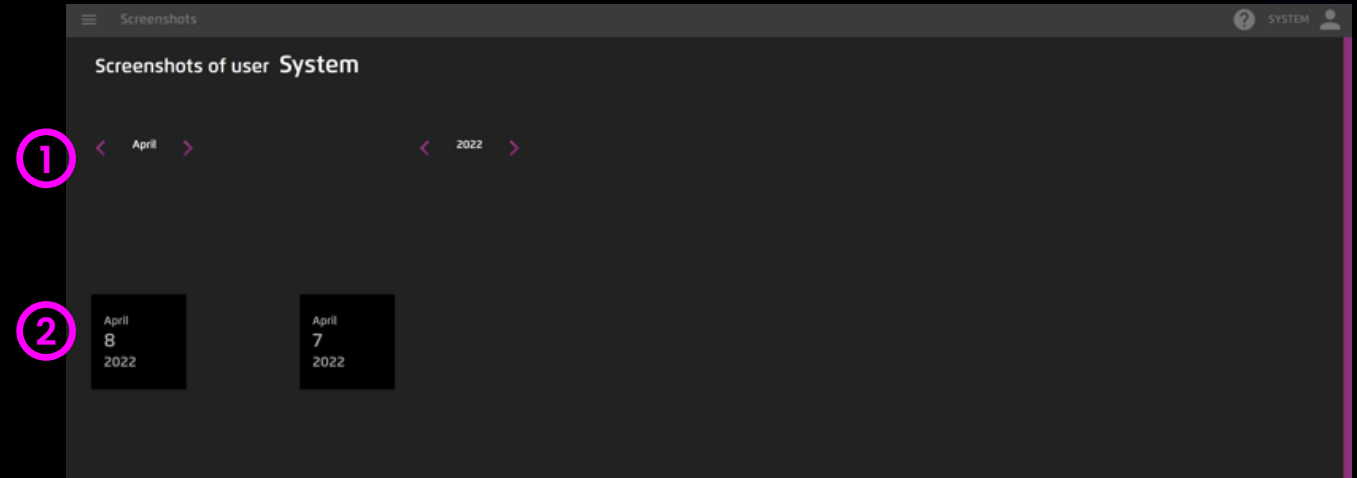 Screenshots
SYSTEM
Screenshots of user System
1
April
2022
2
April
8
2022
April
7
2022